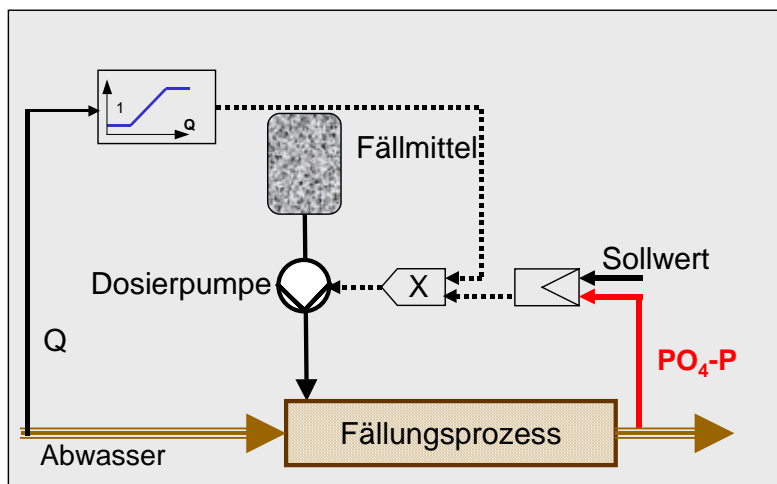 1
Q
Fällmittel
Sollwert
Dosierpumpe
X
Q
PO₄-P
Fällungsprozess
Abwasser